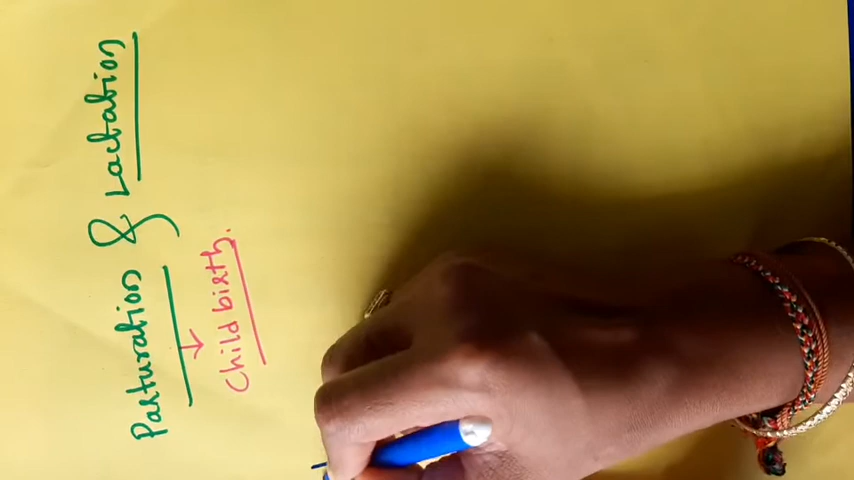 Parturation & Lactation
↓
Child birth.